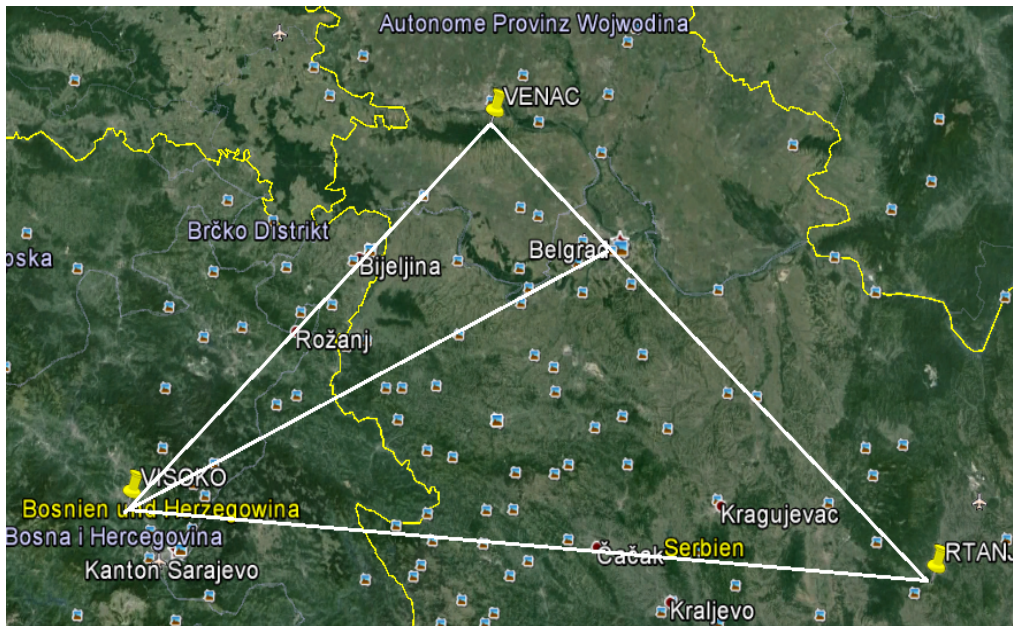 Autonome Provinz Wojwodina
VENAC
Brčko Distrikt
oska
Belgrad
Bijeljina
Rožanj
VISOKO
Bosnien und Herzegowina
Bosna i Hercegovina
Kragujevac
Čačak
Serbien
RTANJ
Kanton Sarajevo
Kraljevo